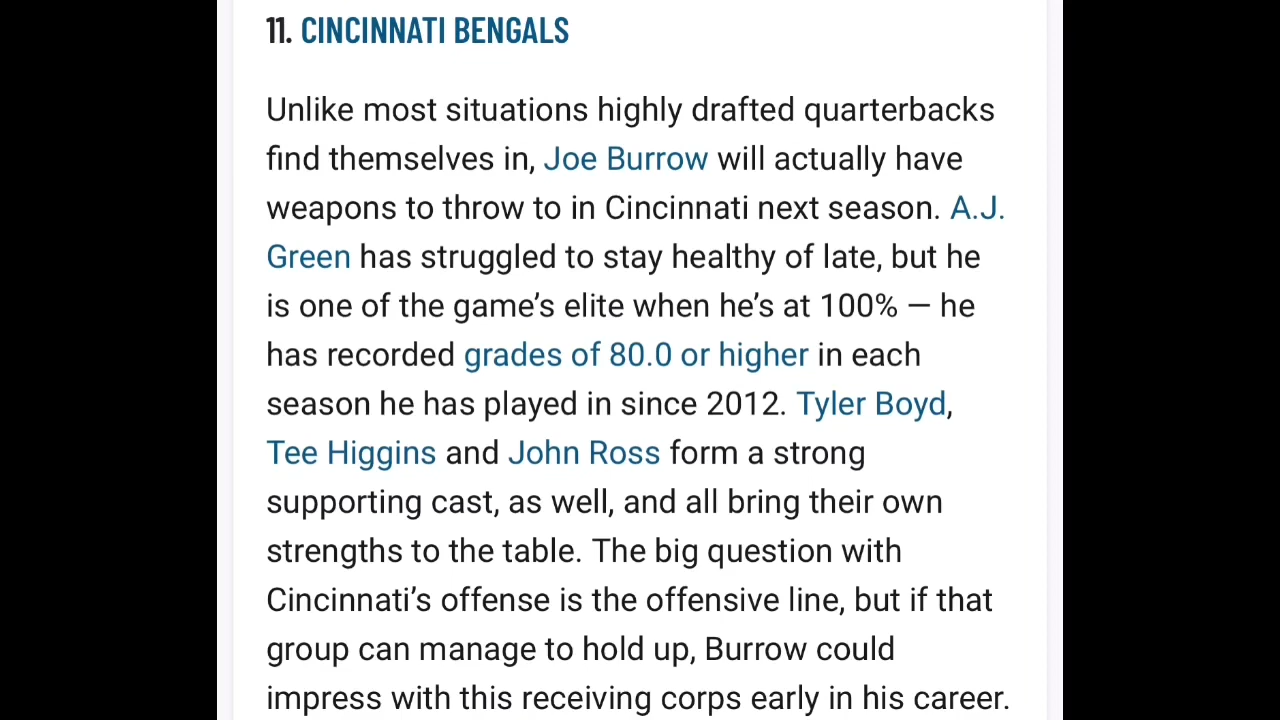 11. CINCINNATI BENGALS
Unlike most situations highly drafted quarterbacks
find themselves in, Joe Burrow will actually have
weapons to throw to in Cincinnati next season. A.J.
Green has struggled to stay healthy of late, but he
is one of the game’s elite when he’s at 100% — he
has recorded grades of 80.0 or higher in each
season he has played in since 2012. Tyler Boyd,
Tee Higgins and John Ross form a strong
supporting cast, as well, and all bring their own
strengths to the table. The big question with
Cincinnati’s offense is the offensive line, but if that
group can manage to hold up, Burrow could
impress with this receiving corps early in his career.